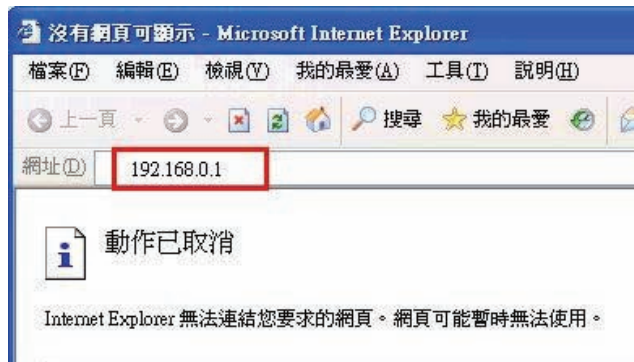 沒有網頁可顯示 - Microsoft Internet Explorer
檔案(F) 編輯(E) 檢視(V) 我的最愛(A) 工具(T) 說明(H)
上一頁 搜尋 我的最愛
網址(D) 192.168.0.1
動作已取消
Internet Explorer 無法連結您要求的網頁。網頁可能暫時無法使用。